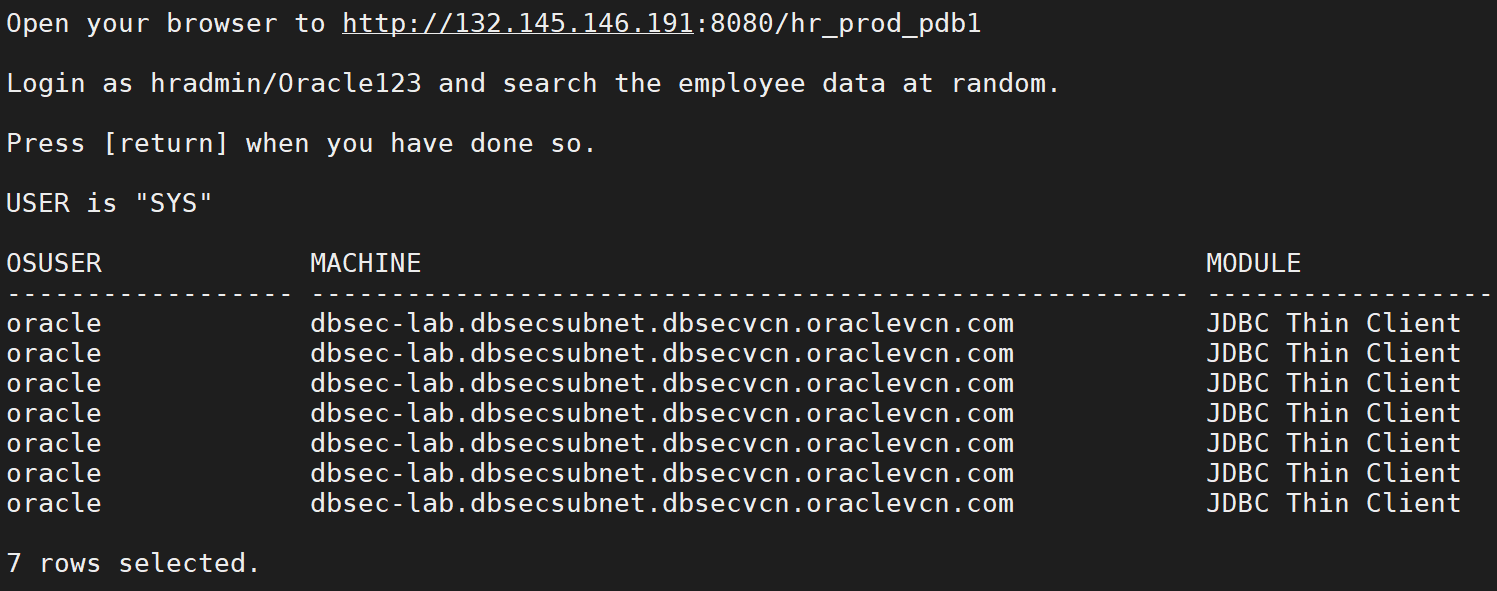 Open your browser to http://132.145.146.191:8080/hr_prod_pdb1
Login as hradmin/Oracle123 and search the employee data at random.
Press [return] when you have done so.
USER is "SYS"
OSUSER             MACHINE                                                 MODULE
------------------ ------------------------------------------------------- ------------------
oracle             dbsec-lab.dbsecsubnet.dbsecvcn.oraclevcn.com            JDBC Thin Client
oracle             dbsec-lab.dbsecsubnet.dbsecvcn.oraclevcn.com            JDBC Thin Client
oracle             dbsec-lab.dbsecsubnet.dbsecvcn.oraclevcn.com            JDBC Thin Client
oracle             dbsec-lab.dbsecsubnet.dbsecvcn.oraclevcn.com            JDBC Thin Client
oracle             dbsec-lab.dbsecsubnet.dbsecvcn.oraclevcn.com            JDBC Thin Client
oracle             dbsec-lab.dbsecsubnet.dbsecvcn.oraclevcn.com            JDBC Thin Client
oracle             dbsec-lab.dbsecsubnet.dbsecvcn.oraclevcn.com            JDBC Thin Client
7 rows selected.